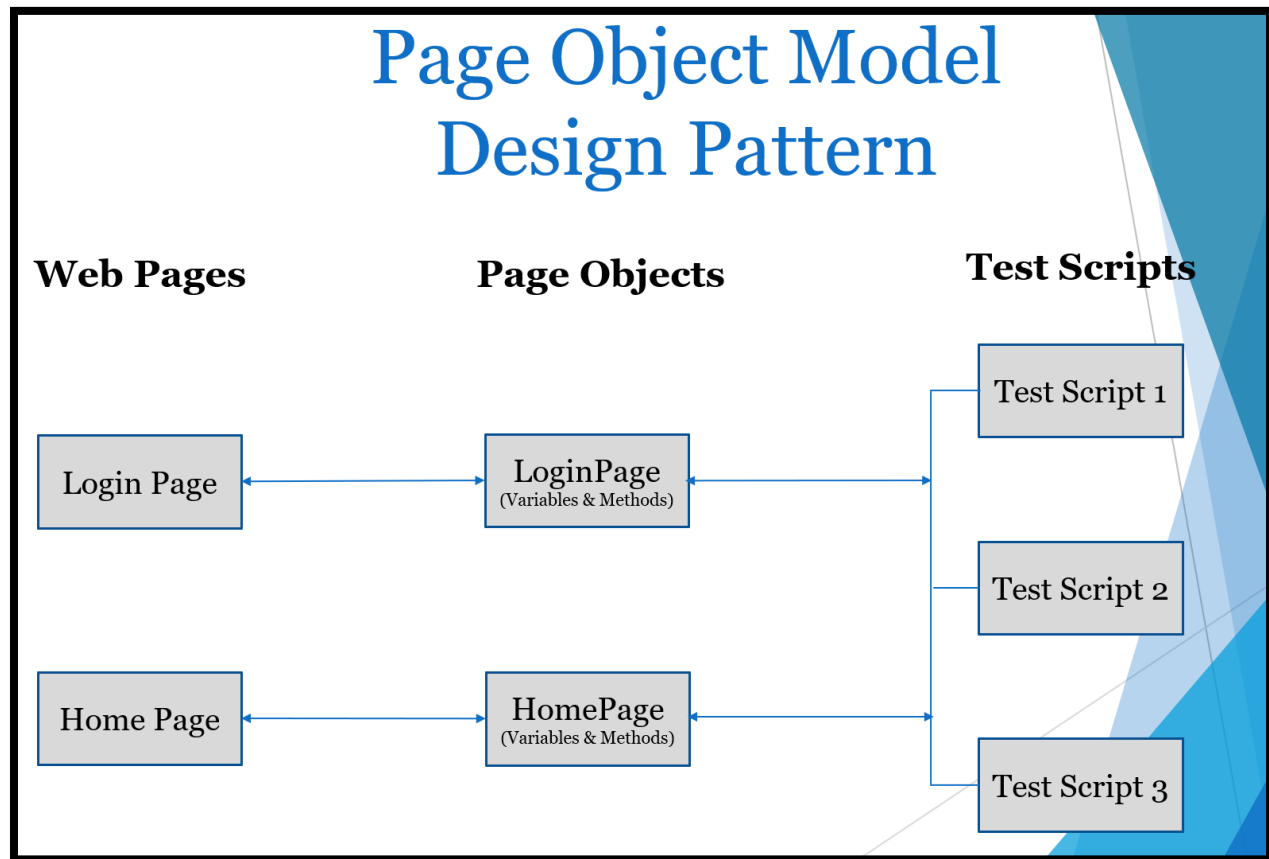 Page Object Model
Design Pattern
Web Pages
Page Objects
Test Scripts
Login Page
LoginPage
(Variables & Methods)
Home Page
HomePage
(Variables & Methods)
Test Script 1
Test Script 2
Test Script 3